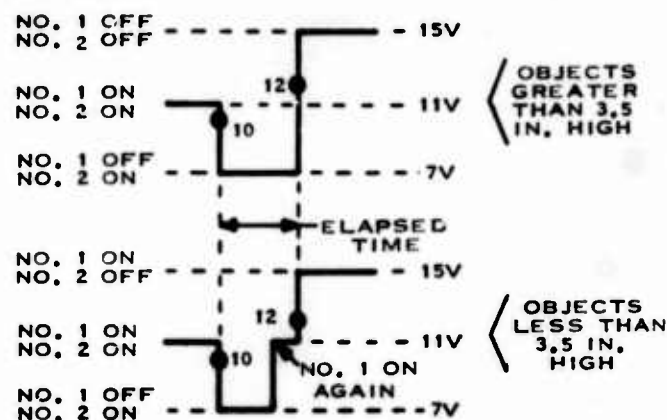 NO. 1 OFF
NO. 2 OFF
15V
12
NO. 1 ON
NO. 2 ON
11V
10
OBJECTS
GREATER
THAN 3.5
IN. HIGH
NO. 1 OFF
NO. 2 ON
7V
ELAPSED
TIME
NO. 1 ON
NO. 2 OFF
15V
12
NO. 1 ON
NO. 2 ON
11V
10
NO. 1 ON
AGAIN
OBJECTS
LESS THAN
3.5 IN.
HIGH
NO. 1 OFF
NO. 2 ON
7V